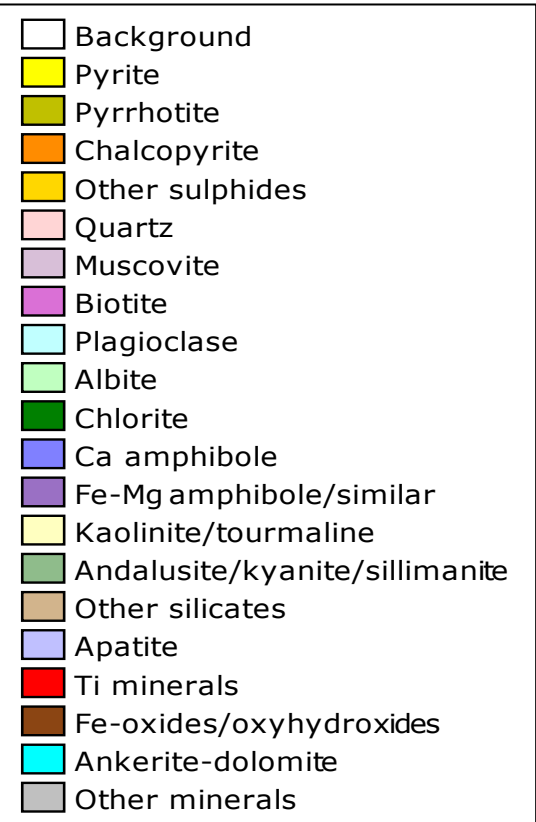 Background
Pyrite
Pyrrhotite
Chalcopyrite
Other sulphides
Quartz
Muscovite
Biotite
Plagioclase
Albite
Chlorite
Ca amphibole
Fe-Mg amphibole/similar
Kaolinite/tourmaline
Andalusite/kyanite/sillimanite
Other silicates
Apatite
Ti minerals
Fe-oxides/oxyhydroxides
Ankerite-dolomite
Other minerals